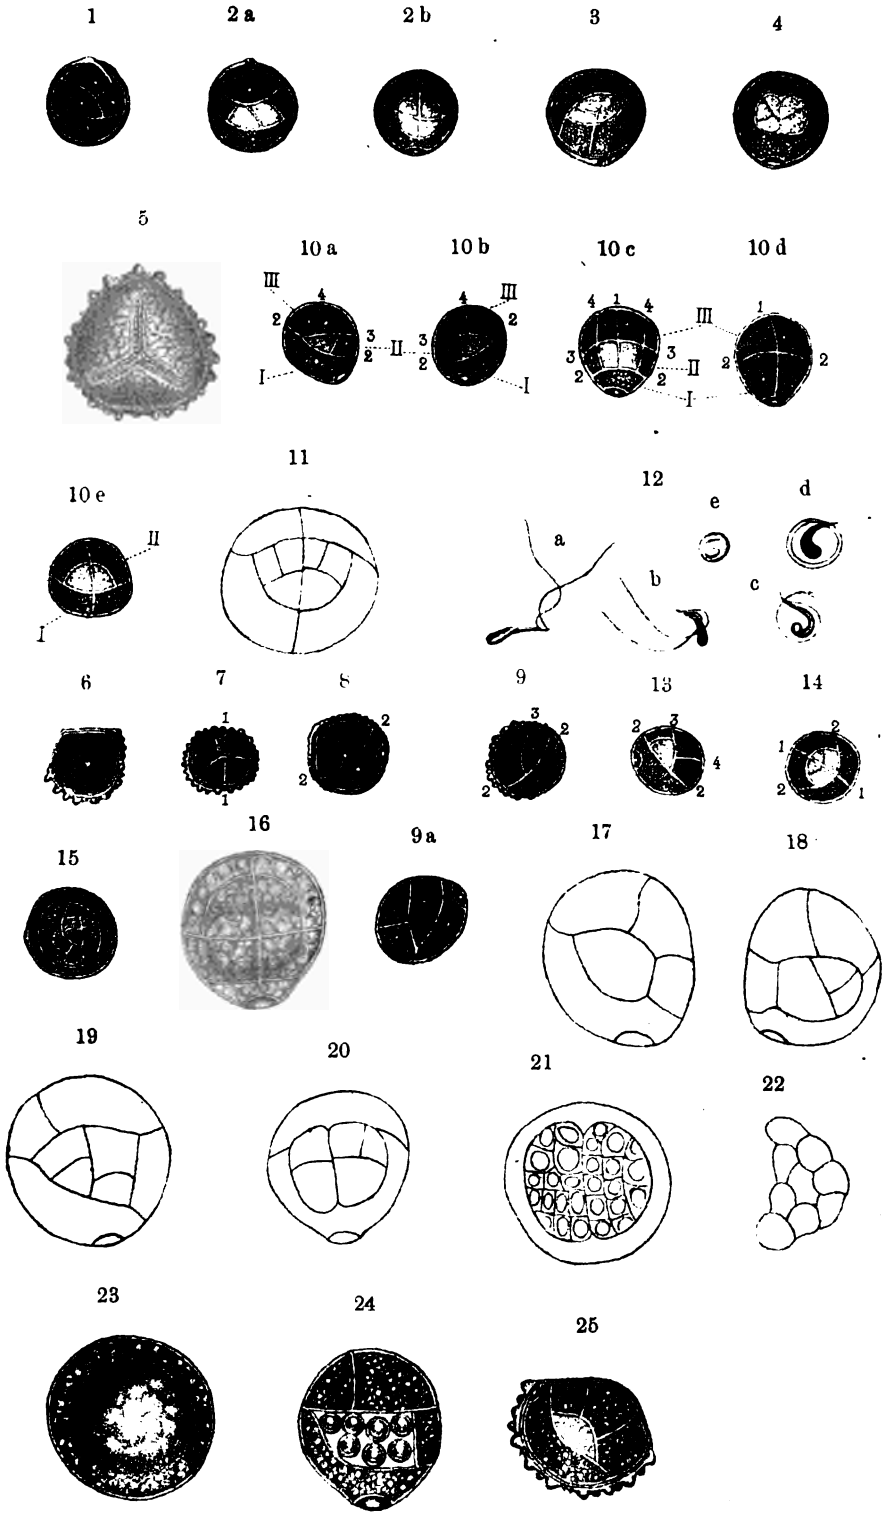 1 2 a 2 b 3 4
5
10 a 10 b 10 c 10 d
III 4 2 3 2 I II
4 III 2 3 2 I
4 1 4 3 3 2 2 III II I
1 2 2
10 e 11 12
II I
a b c d e
6 7 8 9 13 14
1 1
2 2
3 2 2
2 3 4 2
2 1 2 1
15 16 9 a 17 18
19 20 21 22
23 24 25